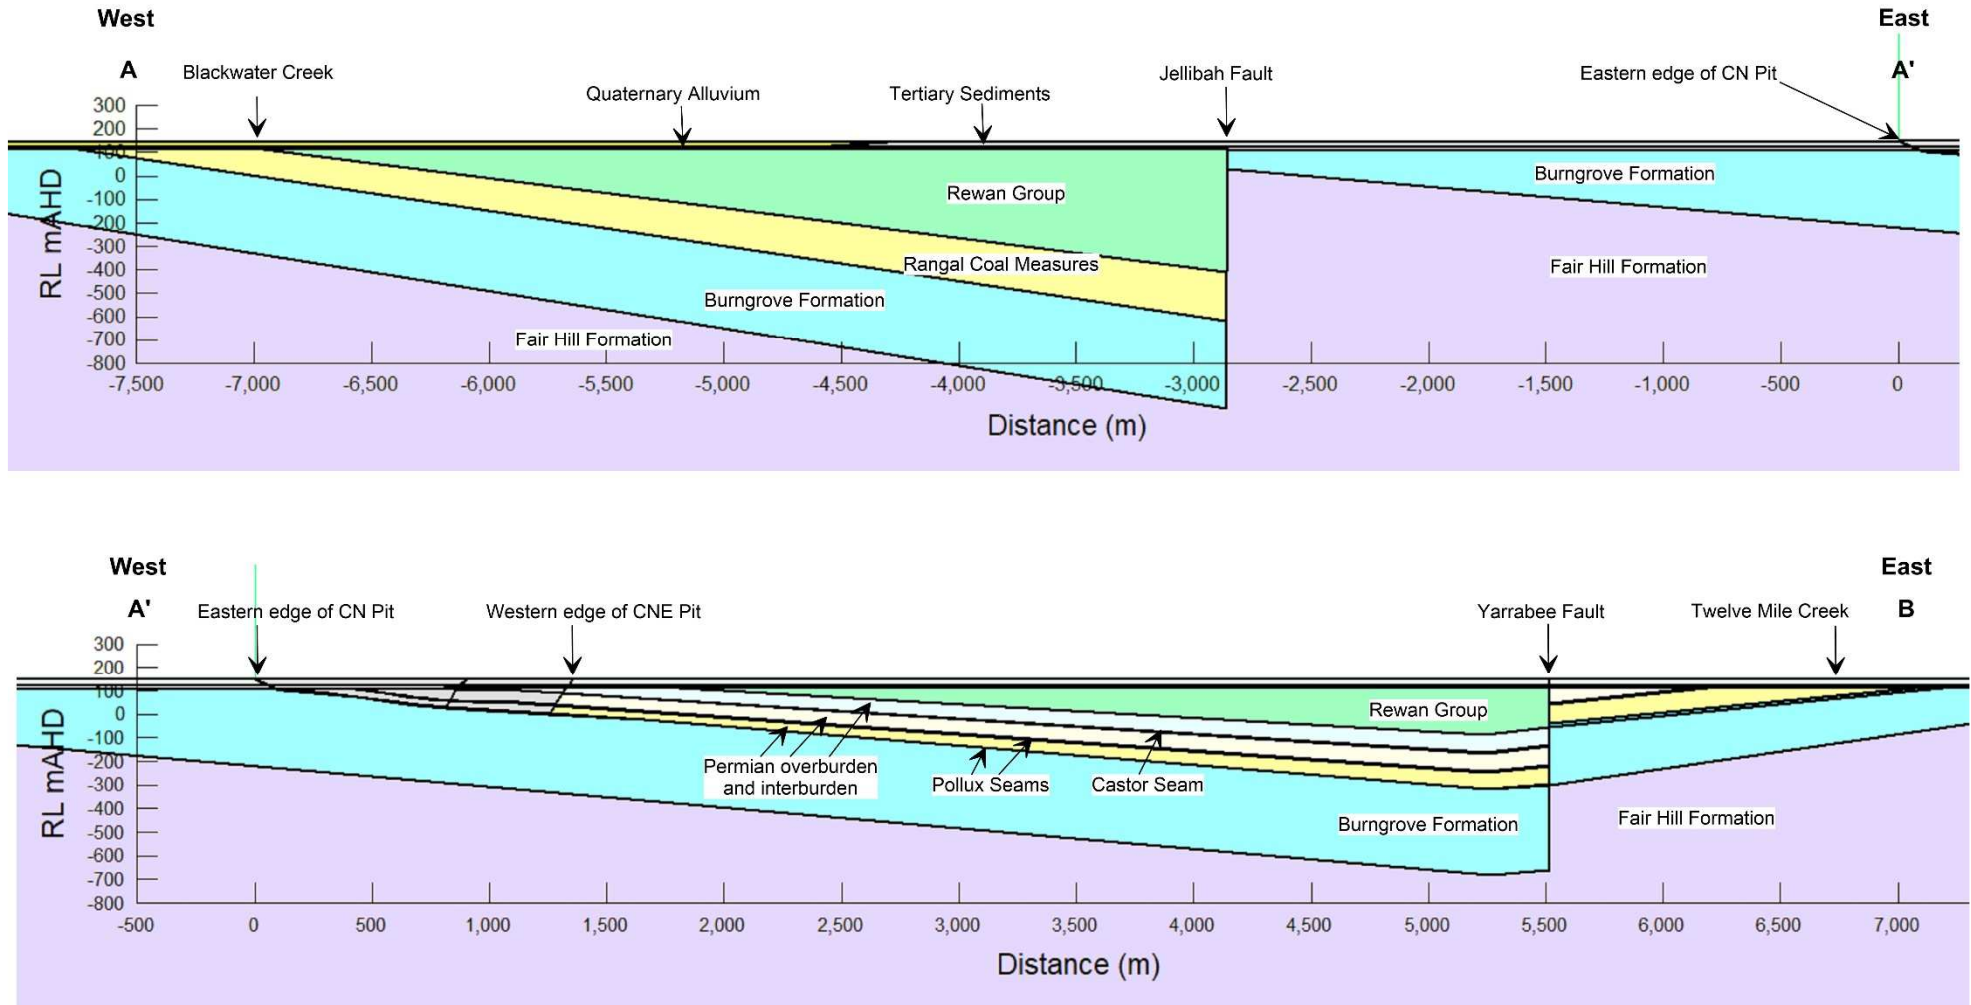 West
East
A
Blackwater Creek
Quaternary Alluvium
Tertiary Sediments
Jellibah Fault
Eastern edge of CN Pit
A'
300
200
100
0
-100
-200
-300
-400
-500
-600
-700
-800
RL mAHD
Burngrove Formation
Rewan Group
Rangal Coal Measures
Fair Hill Formation
Burngrove Formation
Fair Hill Formation
-7,500 -7,000 -6,500 -6,000 -5,500 -5,000 -4,500 -4,000 -3,500 -3,000 -2,500 -2,000 -1,500 -1,000 -500 0
Distance (m)
West
East
A'
Eastern edge of CN Pit
Western edge of CNE Pit
Yarrabee Fault
Twelve Mile Creek
B
300
200
100
0
-100
-200
-300
-400
-500
-600
-700
-800
RL mAHD
Rewan Group
Permian overburden
and interburden
Pollux Seams
Castor Seam
Burngrove Formation
Fair Hill Formation
-500 0 500 1,000 1,500 2,000 2,500 3,000 3,500 4,000 4,500 5,000 5,500 6,000 6,500 7,000
Distance (m)